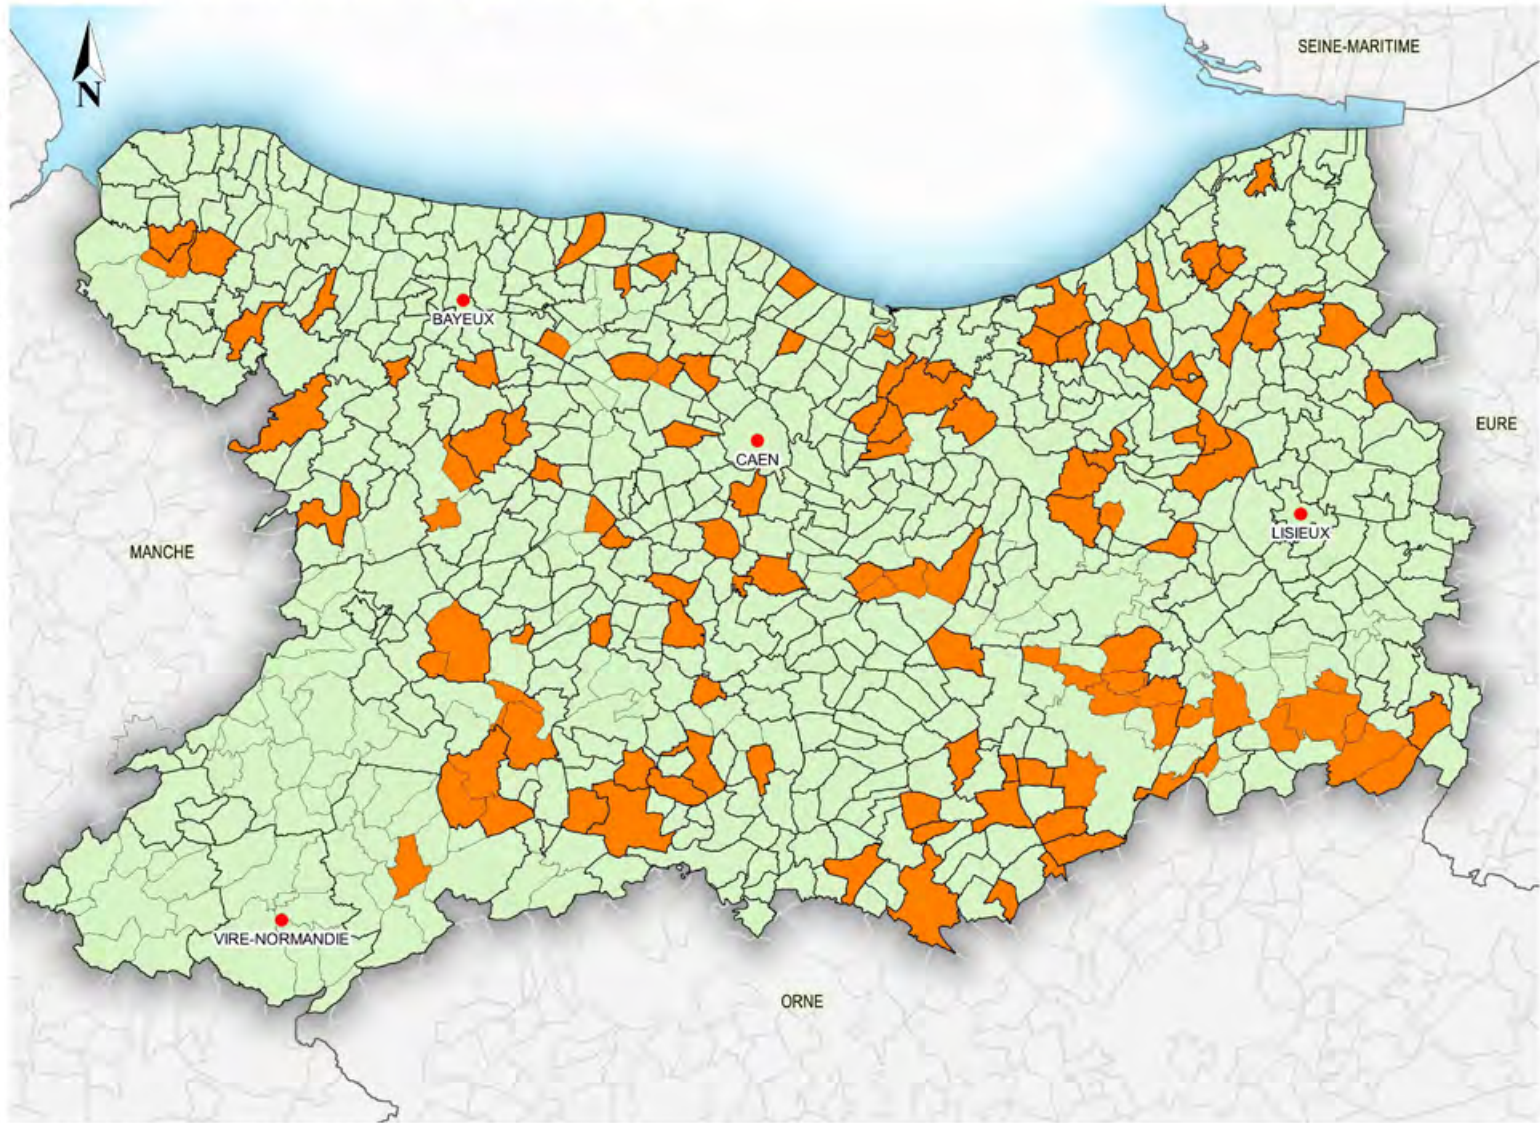 SEINE-MARITIME
N
BAYEUX
EURE
CAEN
LISIEUX
MANCHE
VIRE-NORMANDIE
ORNE